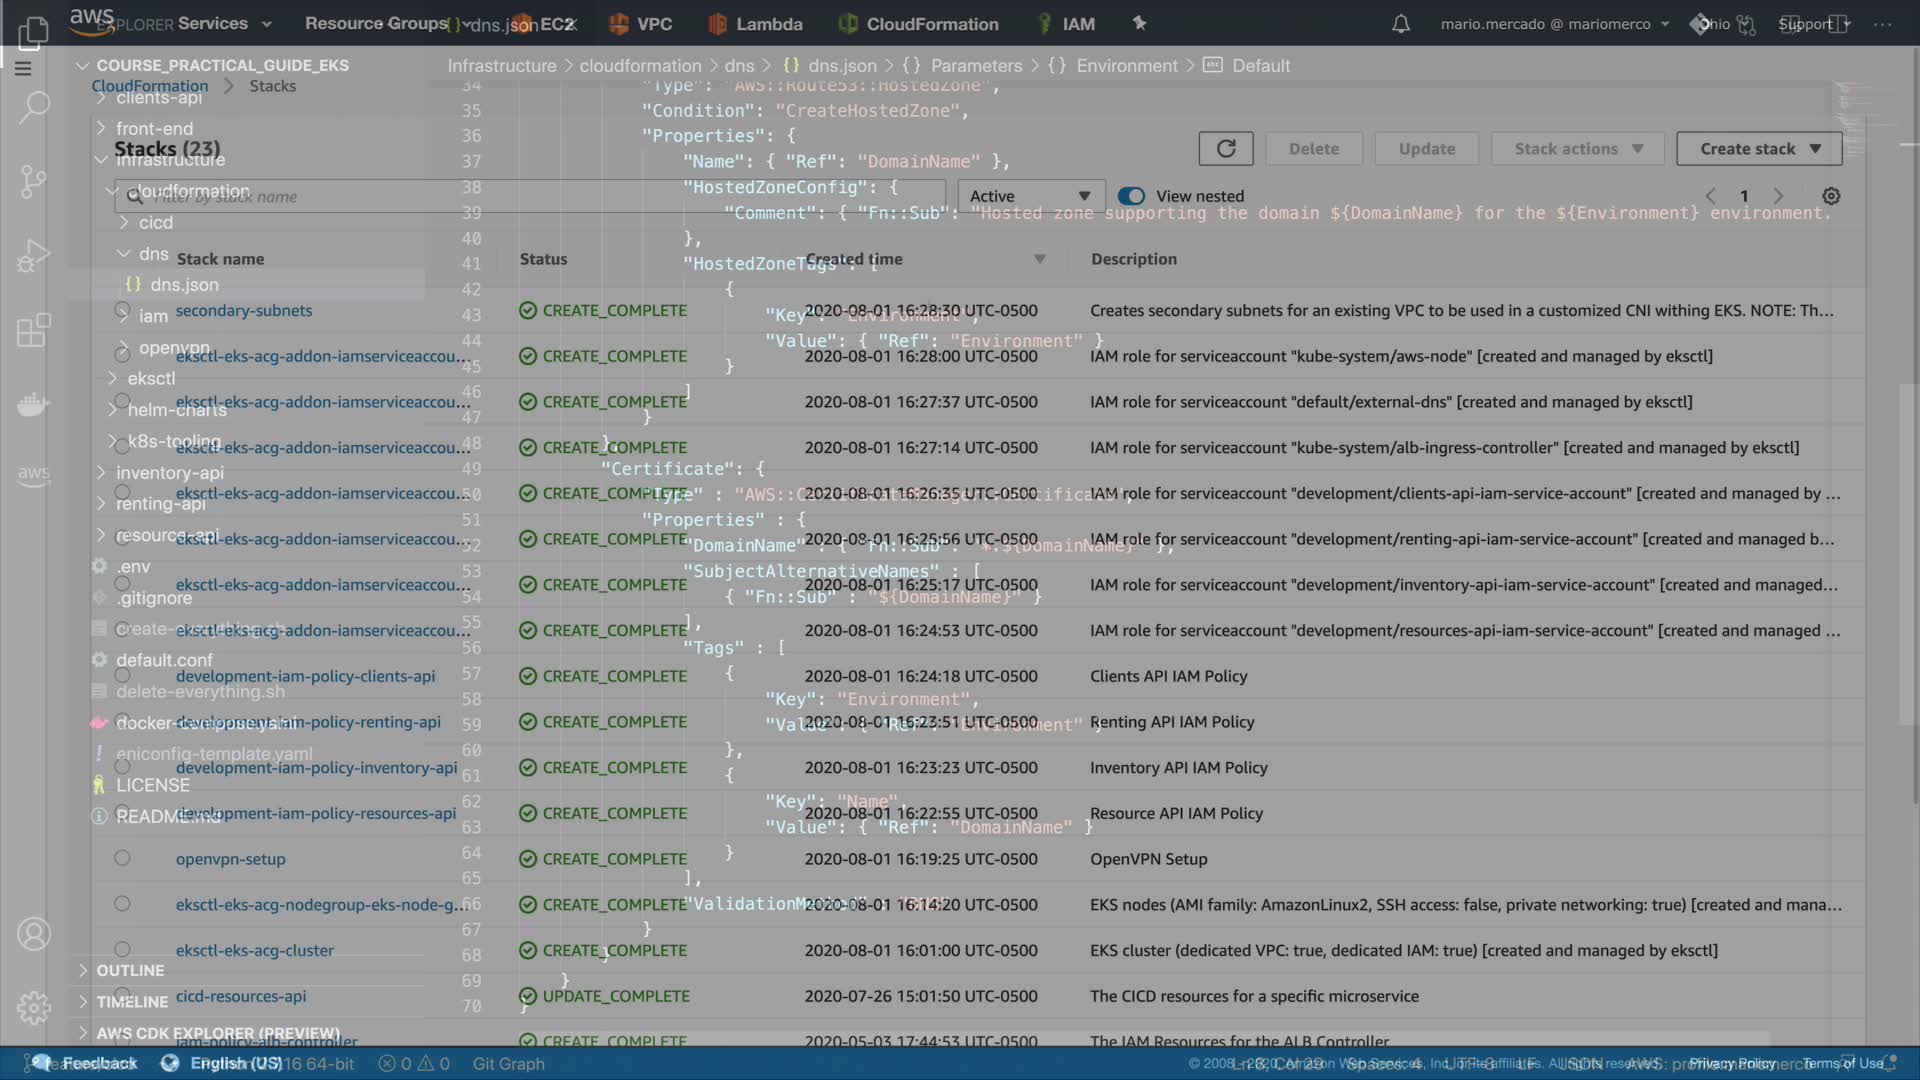 aws
EXPLORER
Services
Resource Groups
dns.json
EC2
VPC
Lambda
CloudFormation
IAM
mario.mercado @ mariomerco
Ohio
Support
COURSE_PRACTICAL_GUIDE_EKS
Infrastructure > cloudformation > dns > {} dns.json > {} Parameters > {} Environment > Default
CloudFormation > Stacks
clients-api
front-end
Stacks (23)
infrastructure
cloudformation
Filter by stack name
Delete
Update
Stack actions
Create stack
Active
View nested
1
cicd
dns
{} dns.json
iam
openvpn
eksctl
helm-charts
k8s-tooling
inventory-api
renting-api
resource-api
.env
.gitignore
create-everything.sh
default.conf
delete-everything.sh
eniconfig-template.yaml
LICENSE
README.md
OUTLINE
TIMELINE
AWS CDK EXPLORER (PREVIEW)
34 "Type": "AWS::Route53::HostedZone",
35 "Condition": "CreateHostedZone",
36 "Properties": {
37 "Name": { "Ref": "DomainName" },
38 "HostedZoneConfig": {
39 "Comment": { "Fn::Sub": "Hosted zone supporting the domain ${DomainName} for the ${Environment} environment.
40 },
41 "HostedZoneTags": [
42 {
43 "Key": "Environment",
44 "Value": { "Ref": "Environment" }
45 }
46 ]
47 }
48 },
49 "Certificate": {
50 "Type" : "AWS::CertificateManager::Certificate",
51 "Properties" : {
52 "DomainName" : { "Fn::Sub" : "*.${DomainName}" },
53 "SubjectAlternativeNames" : [
54 { "Fn::Sub" : "${DomainName}" }
55 ],
56 "Tags" : [
57 {
58 "Key": "Environment",
59 "Value": { "Ref": "Environment" }
60 },
61 {
62 "Key": "Name",
63 "Value": { "Ref": "DomainName" }
64 }
65 ],
66 "ValidationMethod"
67 }
68 }
69 }
70 }
Stack name Status Created time Description
secondary-subnets CREATE_COMPLETE 2020-08-01 16:28:30 UTC-0500 Creates secondary subnets for an existing VPC to be used in a customized CNI withing EKS. NOTE: Th...
eksctl-eks-acg-addon-iamserviceaccou... CREATE_COMPLETE 2020-08-01 16:28:00 UTC-0500 IAM role for serviceaccount "kube-system/aws-node" [created and managed by eksctl]
eksctl-eks-acg-addon-iamserviceaccou... CREATE_COMPLETE 2020-08-01 16:27:37 UTC-0500 IAM role for serviceaccount "default/external-dns" [created and managed by eksctl]
eksctl-eks-acg-addon-iamserviceaccou... CREATE_COMPLETE 2020-08-01 16:27:14 UTC-0500 IAM role for serviceaccount "kube-system/alb-ingress-controller" [created and managed by eksctl]
eksctl-eks-acg-addon-iamserviceaccou... CREATE_COMPLETE 2020-08-01 16:26:35 UTC-0500 IAM role for serviceaccount "development/clients-api-iam-service-account" [created and managed by ...
eksctl-eks-acg-addon-iamserviceaccou... CREATE_COMPLETE 2020-08-01 16:25:56 UTC-0500 IAM role for serviceaccount "development/renting-api-iam-service-account" [created and managed b...
eksctl-eks-acg-addon-iamserviceaccou... CREATE_COMPLETE 2020-08-01 16:25:17 UTC-0500 IAM role for serviceaccount "development/inventory-api-iam-service-account" [created and managed...
eksctl-eks-acg-addon-iamserviceaccou... CREATE_COMPLETE 2020-08-01 16:24:53 UTC-0500 IAM role for serviceaccount "development/resources-api-iam-service-account" [created and managed ...
development-iam-policy-clients-api CREATE_COMPLETE 2020-08-01 16:24:18 UTC-0500 Clients API IAM Policy
development-iam-policy-renting-api CREATE_COMPLETE 2020-08-01 16:23:51 UTC-0500 Renting API IAM Policy
development-iam-policy-inventory-api CREATE_COMPLETE 2020-08-01 16:23:23 UTC-0500 Inventory API IAM Policy
development-iam-policy-resources-api CREATE_COMPLETE 2020-08-01 16:22:55 UTC-0500 Resource API IAM Policy
openvpn-setup CREATE_COMPLETE 2020-08-01 16:19:25 UTC-0500 OpenVPN Setup
eksctl-eks-acg-nodegroup-eks-node-g... CREATE_COMPLETE 2020-08-01 16:14:20 UTC-0500 EKS nodes (AMI family: AmazonLinux2, SSH access: false, private networking: true) [created and mana...
eksctl-eks-acg-cluster CREATE_COMPLETE 2020-08-01 16:01:00 UTC-0500 EKS cluster (dedicated VPC: true, dedicated IAM: true) [created and managed by eksctl]
cicd-resources-api UPDATE_COMPLETE 2020-07-26 15:01:50 UTC-0500 The CICD resources for a specific microservice
iam-policy-alb-controller CREATE_COMPLETE 2020-05-03 17:44:53 UTC-0500 The IAM Resources for the ALB Controller
Feedback
English (US)
64-bit
0 0
Git Graph
Privacy Policy
Terms of Use